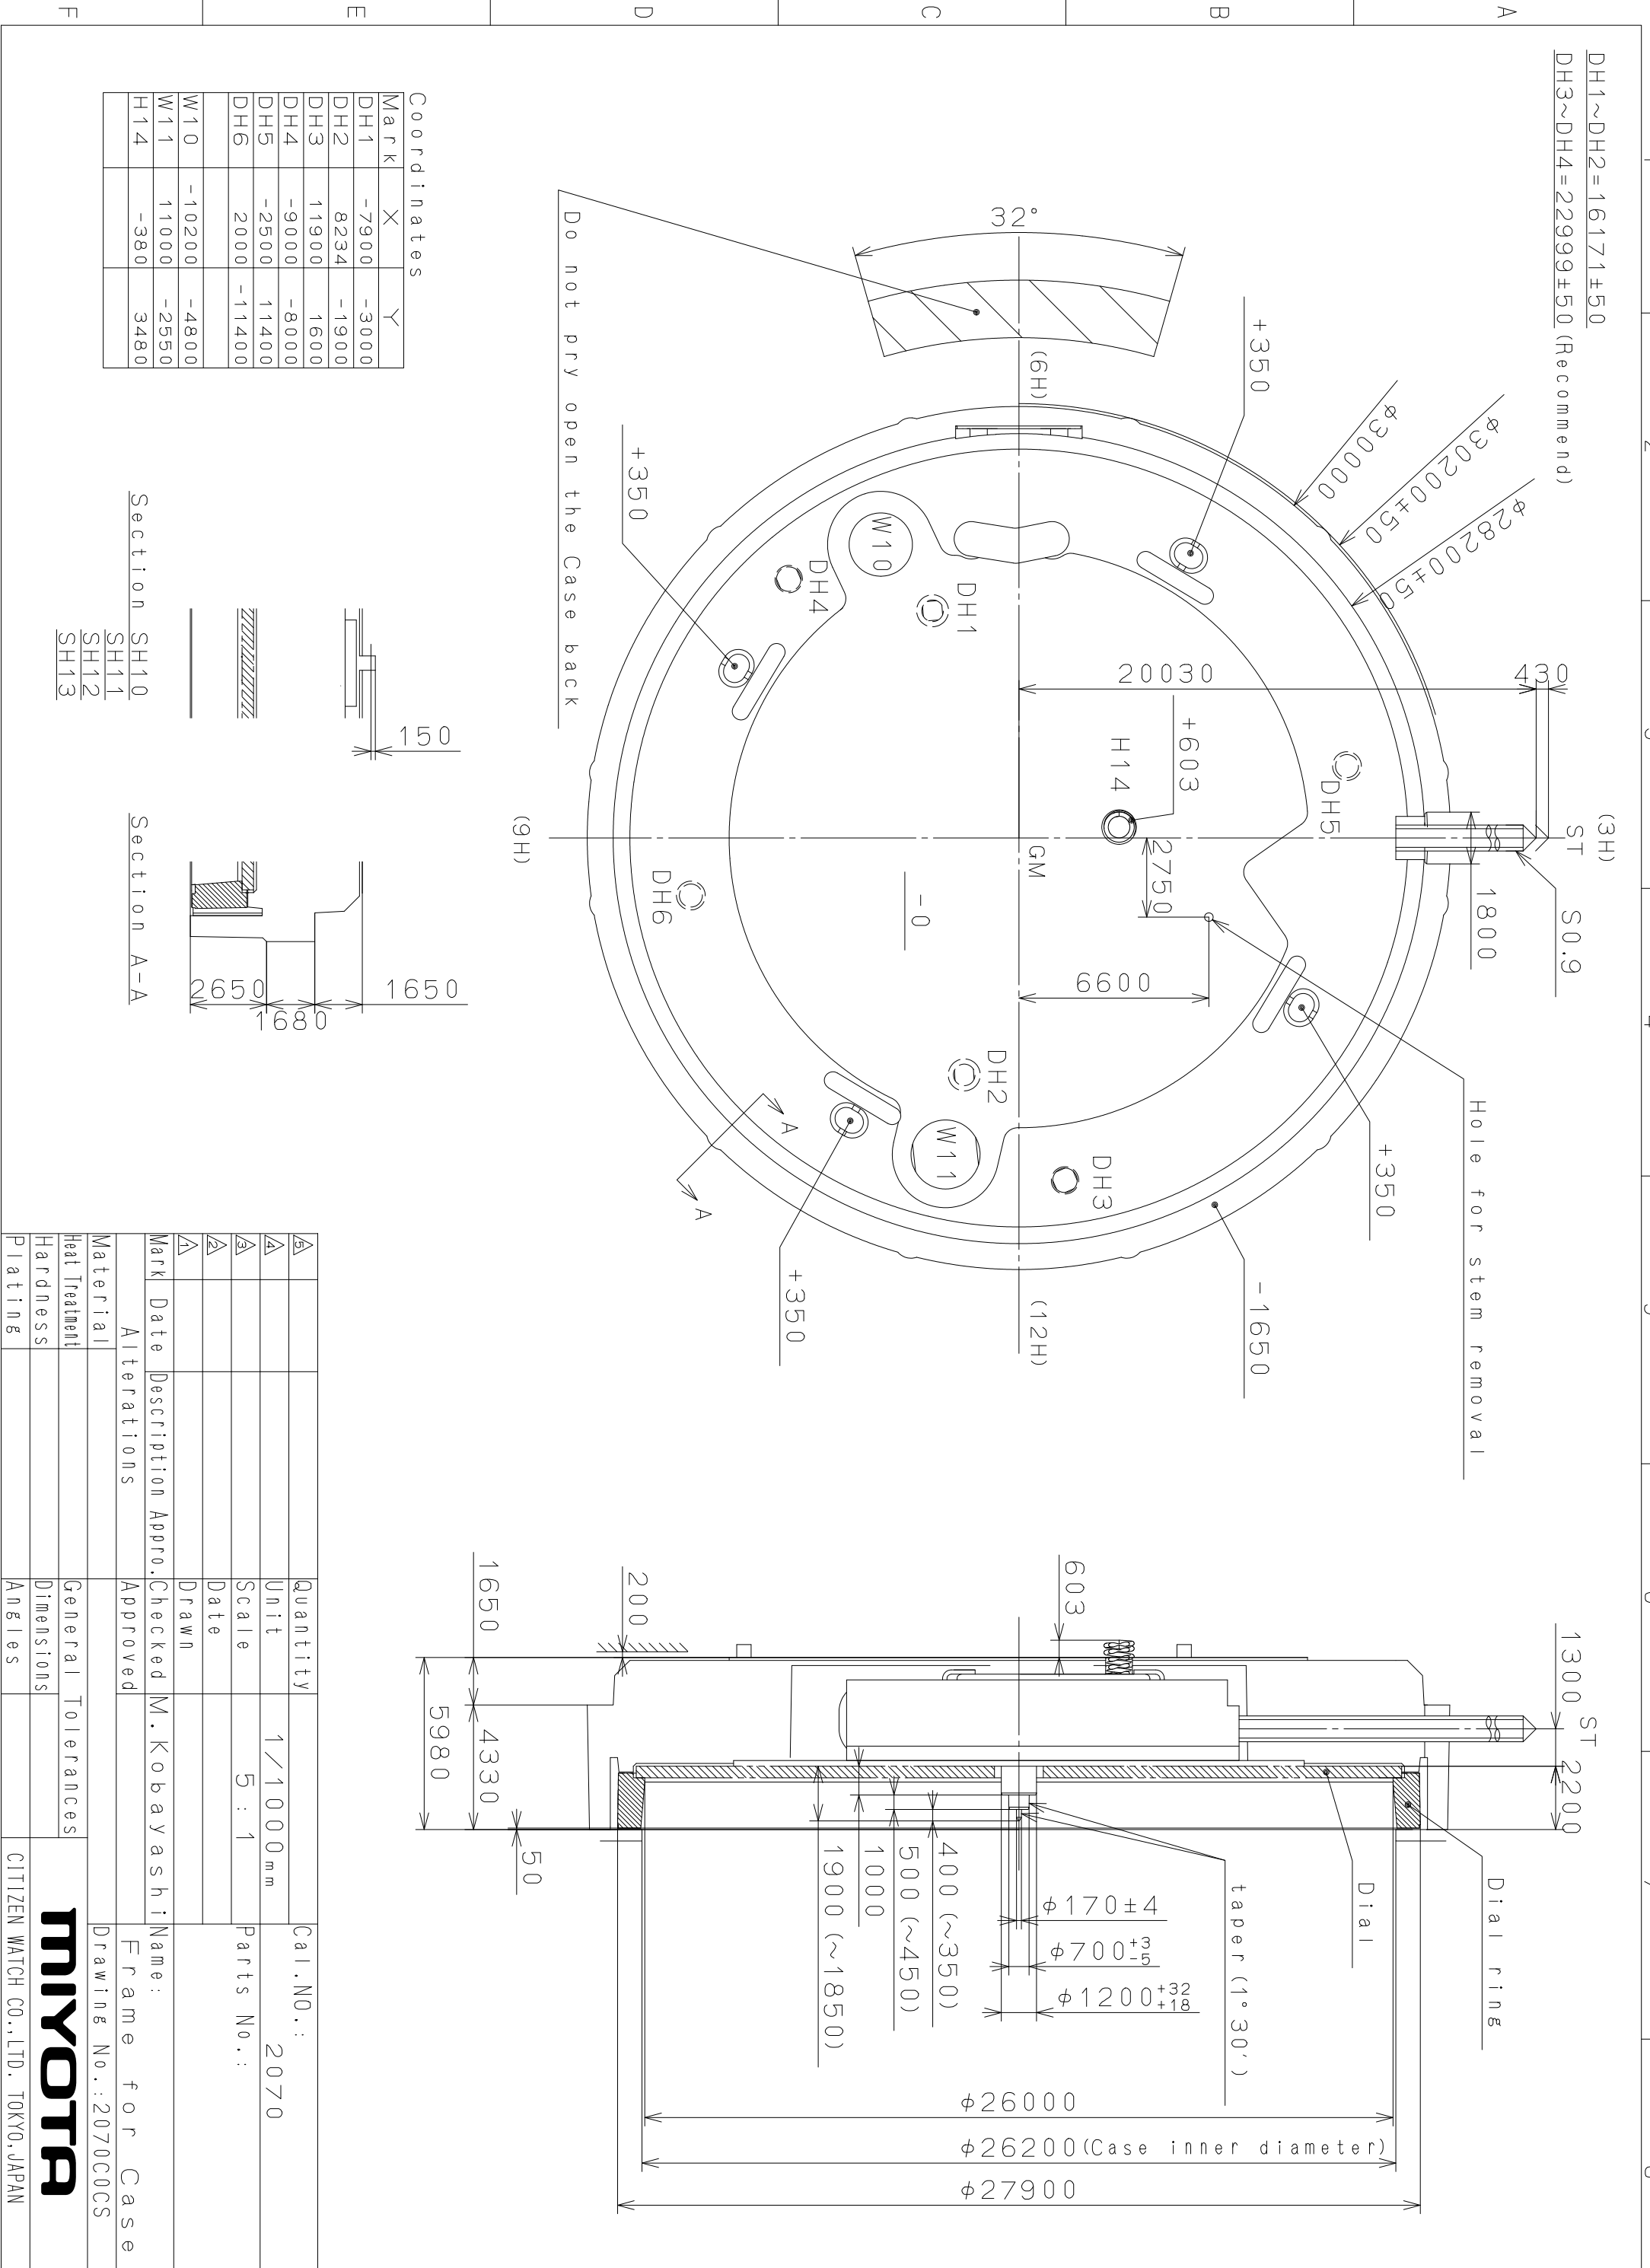 A
B
C
D
E
F
DH1~DH2=16171±50
DH3~DH4=22999±50(Recommend)
φ30000
φ30200±50
φ28200±50
32°
(6H)
+350
+350
Do not pry open the Case back
Coordinates
Mark X Y
DH1 -7900 -3000
DH2 8234 -1900
DH3 11900 1600
DH4 -9000 -8000
DH5 -2500 11400
DH6 2000 -11400
W10 -10200 -4800
W11 11000 -2550
H14 -380 3480
W10
DH4
DH1
20030
430
+603
H14
DH5
(3H)
ST
S0.9
1800
2750
GM
-0
6600
DH6
(9H)
DH2
W11
DH3
A
A
Hole for stem removal
+350
+350
-1650
(12H)
Section SH10
SH11
SH12
SH13
150
Section A-A
2650
1680
1650
603
200
1650
4330
5980
50
1300
ST
2200
Dial ring
Dial
taper(1°30′)
400(~350)
500(~450)
1000
1900(~1850)
φ170±4
φ700+3-5
φ1200+32+18
φ26000
φ26200(Case inner diameter)
φ27900
5
4
3
2
1
Mark Date Description Appro.
Alterations
Material
Heat Treatment
Hardness
Plating
Quantity
Unit 1/1000mm
Scale 5:1
Date
Drawn
Checked M.Kobayashi
Approved
General Tolerances
Dimensions
Angles
Cal.NO.: 2070
Parts No.:
Name:
Frame for Case
Drawing No.:2070COCS
MIYOTA
CITIZEN WATCH CO.,LTD. TOKYO,JAPAN